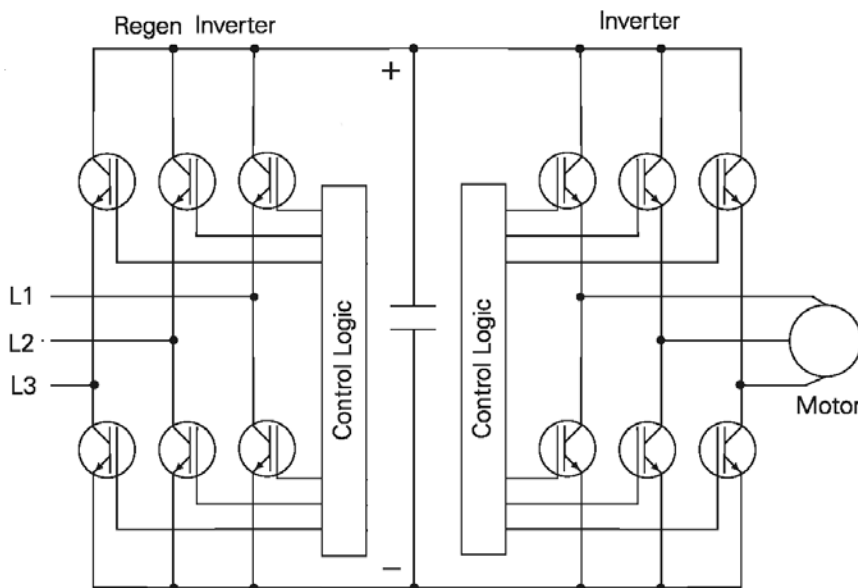 Regen Inverter
Inverter
+
L1
L2
L3
Control Logic
Control Logic
Motor
−